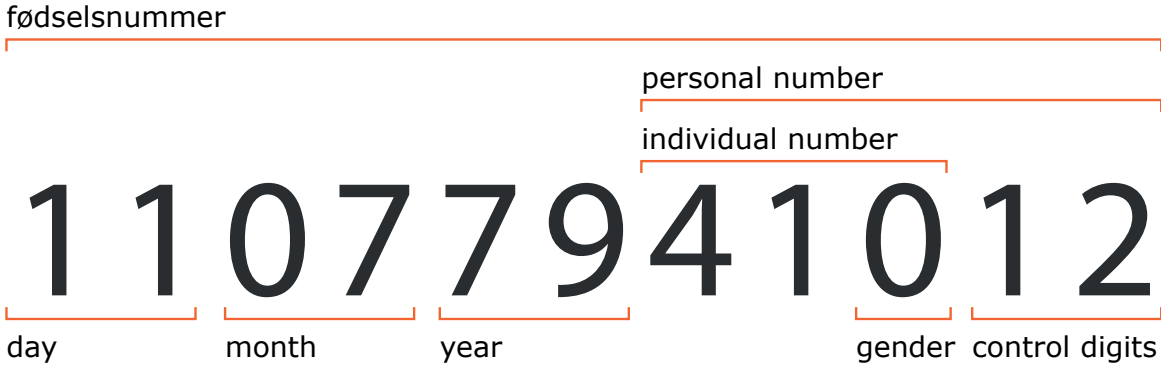 fødselsnummer
personal number
individual number
11077941012
day month year gender control digits